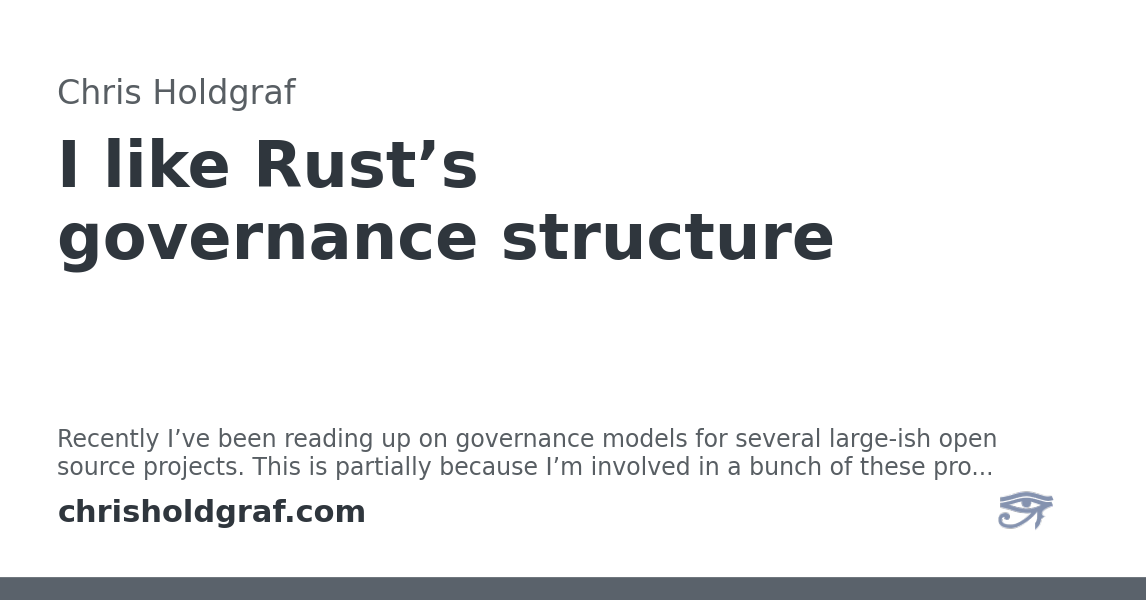 Chris Holdgraf
I like Rust’s
governance structure
Recently I’ve been reading up on governance models for several large-ish open
source projects. This is partially because I’m involved in a bunch of these pro...
chrisholdgraf.com